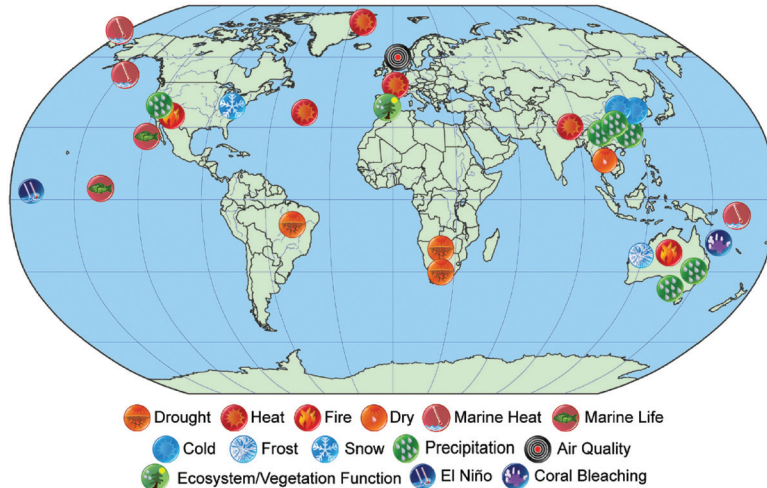 Drought Heat Fire Dry Marine Heat Marine Life
Cold Frost Snow Precipitation Air Quality
Ecosystem/Vegetation Function El Niño Coral Bleaching